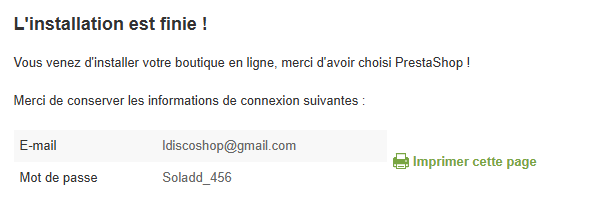 L'installation est finie !
Vous venez d'installer votre boutique en ligne, merci d'avoir choisi PrestaShop !
Merci de conserver les informations de connexion suivantes :
E-mail ldiscoshop@gmail.com
Imprimer cette page
Mot de passe Soladd_456